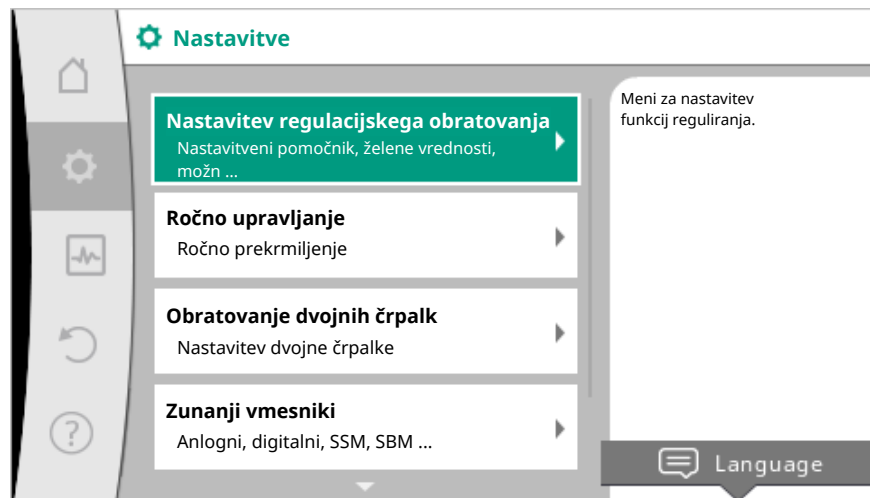 Nastavitve
Nastavitev regulacijskega obratovanja
Nastavitveni pomočnik, želene vrednosti,
možn ...
Ročno upravljanje
Ročno prekrmiljenje
Obratovanje dvojnih črpalk
Nastavitev dvojne črpalke
Zunanji vmesniki
Anlogni, digitalni, SSM, SBM ...
Meni za nastavitev
funkcij reguliranja.
Language